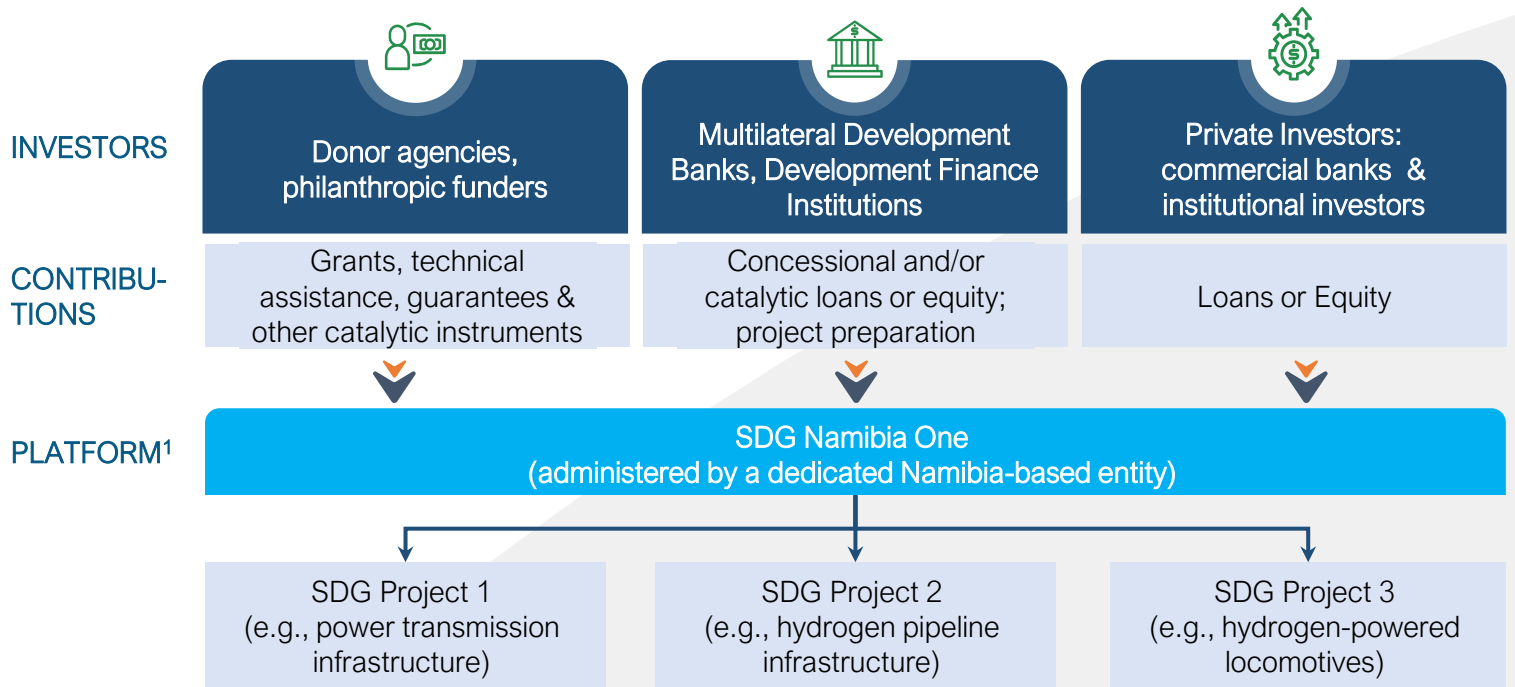 INVESTORS
Donor agencies,
philanthropic funders
Multilateral Development
Banks, Development Finance
Institutions
Private Investors:
commercial banks & 
institutional investors
CONTRIBU-
TIONS
Grants, technical
assistance, guarantees &
other catalytic instruments
Concessional and/or
catalytic loans or equity;
project preparation
Loans or Equity
PLATFORM¹
SDG Namibia One
(administered by a dedicated Namibia-based entity)
SDG Project 1
(e.g., power transmission
infrastructure)
SDG Project 2
(e.g., hydrogen pipeline
infrastructure)
SDG Project 3
(e.g., hydrogen-powered
locomotives)